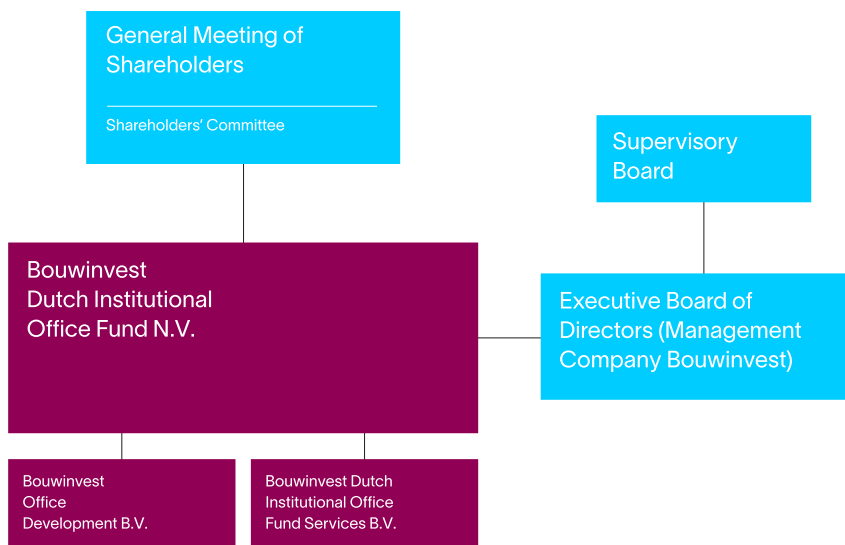 General Meeting of
Shareholders
Shareholders' Committee
Supervisory
Board
Bouwinvest
Dutch Institutional
Office Fund N.V.
Executive Board of
Directors (Management
Company Bouwinvest)
Bouwinvest
Office
Development B.V.
Bouwinvest Dutch
Institutional Office
Fund Services B.V.